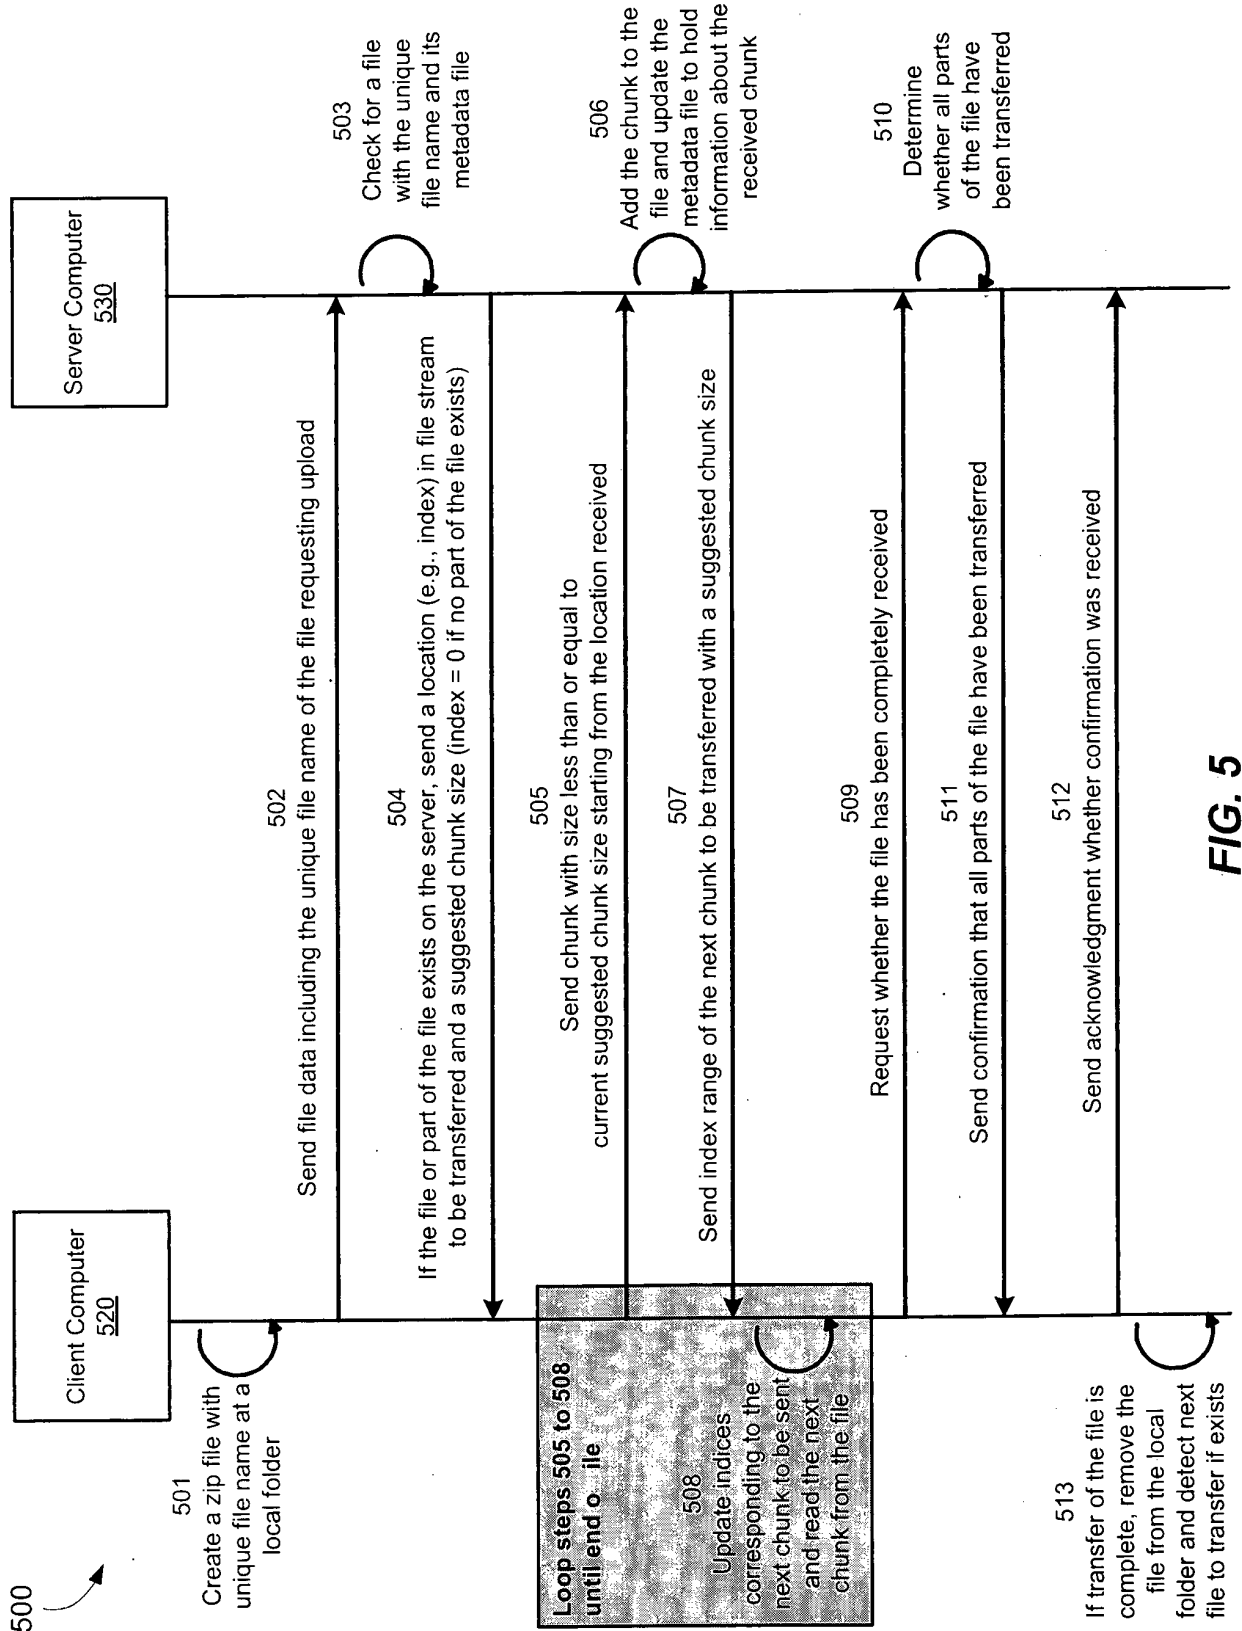 500
Client Computer
520
Server Computer
530
501
Create a zip file with
unique file name at a
local folder
502
Send file data including the unique file name of the file requesting upload
503
Check for a file
with the unique
file name and its
metadata file
504
If the file or part of the file exists on the server, send a location (e.g., index) in file stream
to be transferred and a suggested chunk size (index = 0 if no part of the file exists)
Loop steps 505 to 508
until end o ile
505
Send chunk with size less than or equal to
current suggested chunk size starting from the location received
506
Add the chunk to the
file and update the
metadata file to hold
information about the
received chunk
507
Send index range of the next chunk to be transferred with a suggested chunk size
508
Update indices
corresponding to the
next chunk to be sent
and read the next
chunk from the file
509
Request whether the file has been completely received
510
Determine
whether all parts
of the file have
been transferred
511
Send confirmation that all parts of the file have been transferred
512
Send acknowledgment whether confirmation was received
513
If transfer of the file is
complete, remove the
file from the local
folder and detect next
file to transfer if exists
FIG. 5